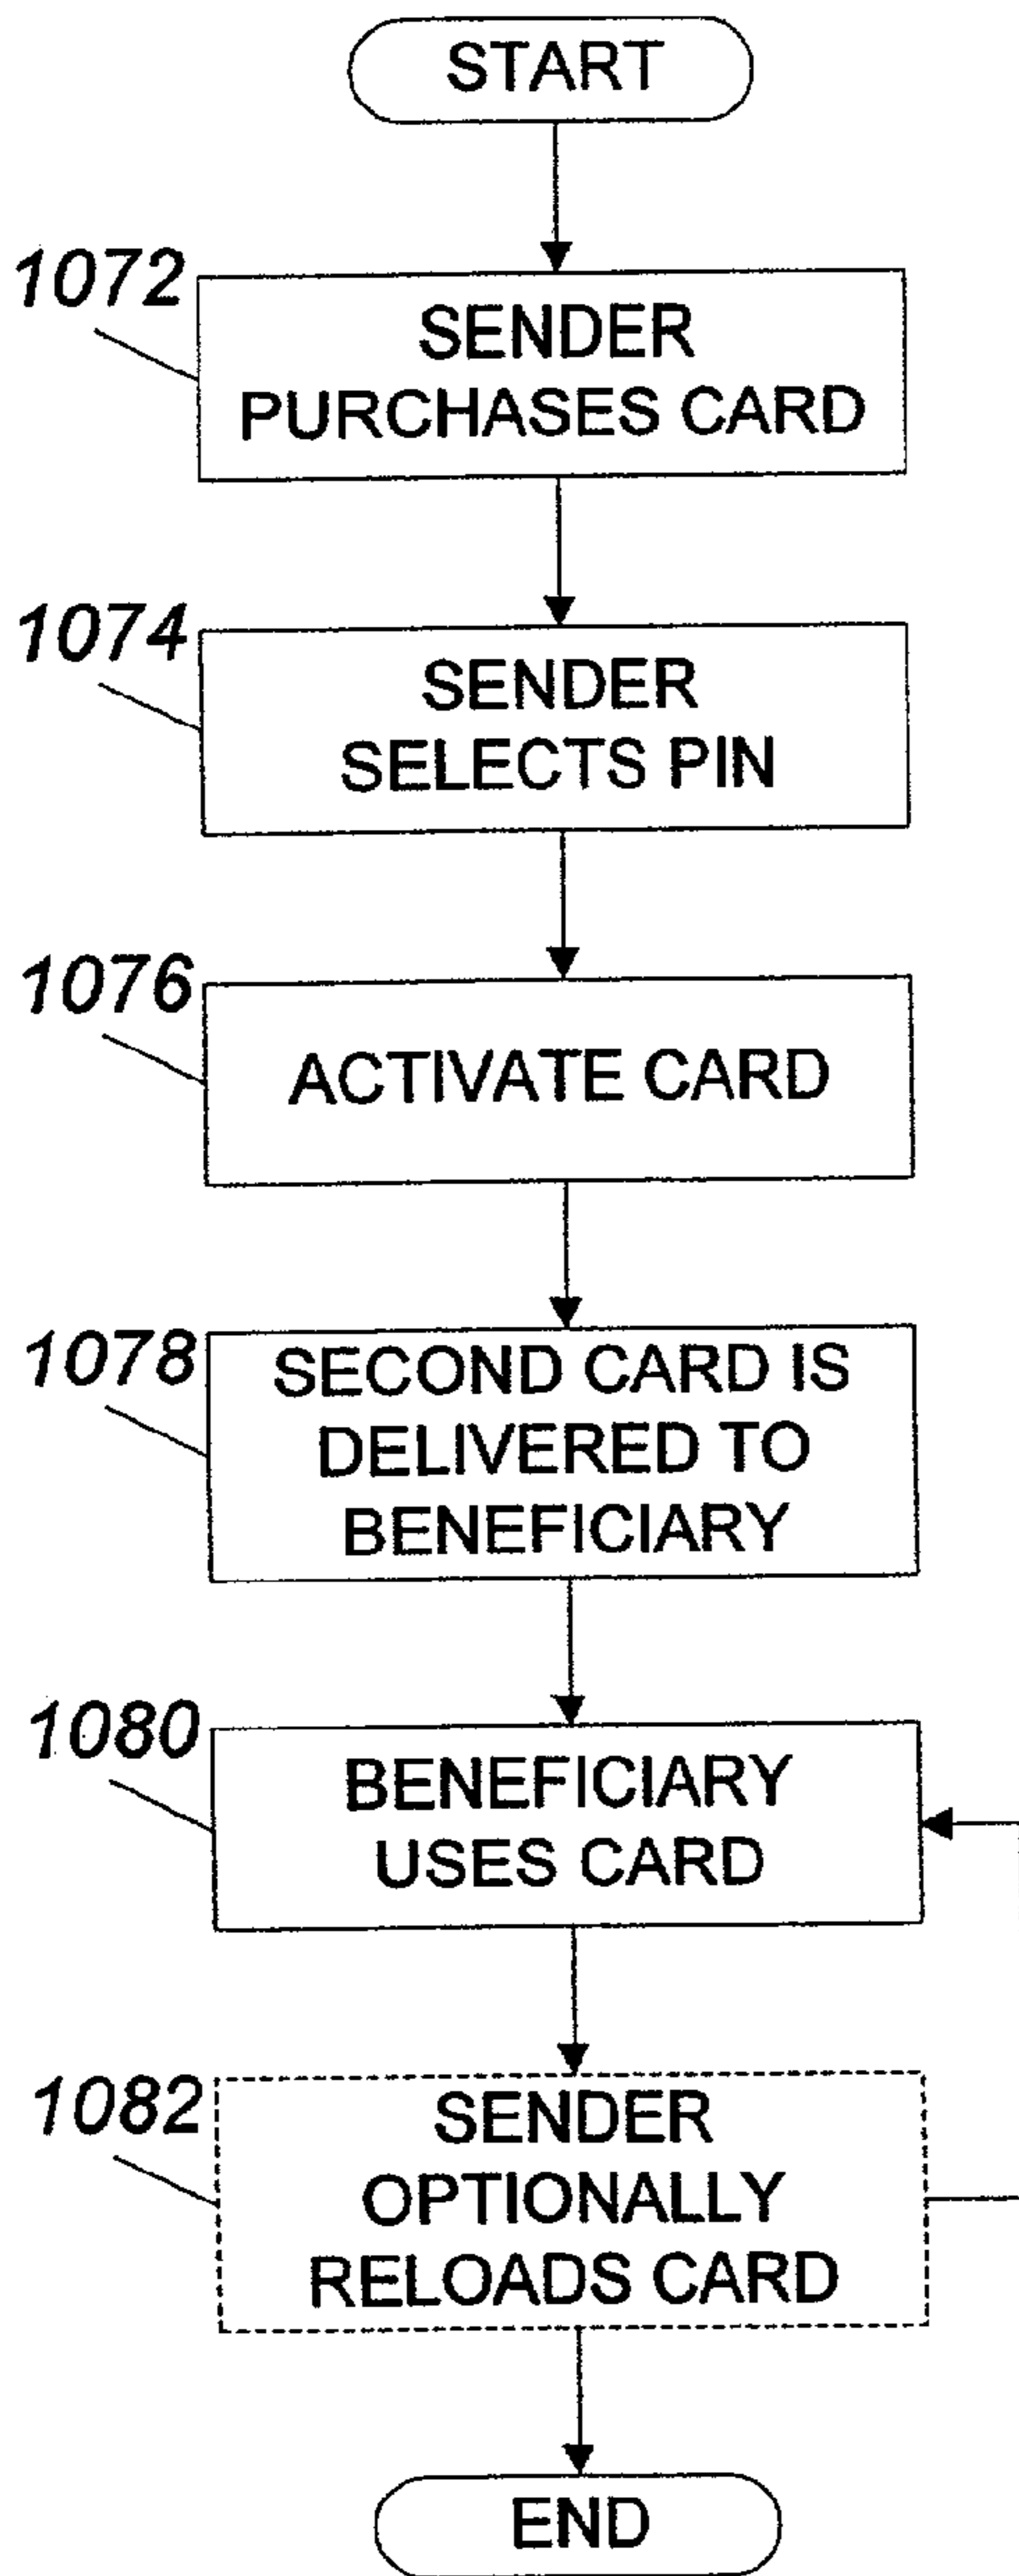 START
1072
SENDER
PURCHASES CARD
1074
SENDER
SELECTS PIN
1076
ACTIVATE CARD
1078
SECOND CARD IS
DELIVERED TO
BENEFICIARY
1080
BENEFICIARY
USES CARD
1082
SENDER
OPTIONALLY
RELOADS CARD
END